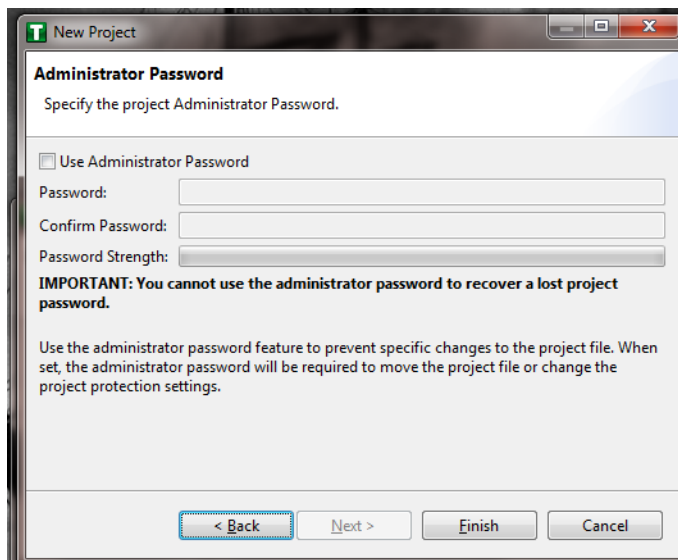 T New Project
Administrator Password
Specify the project Administrator Password.
Use Administrator Password
Password:
Confirm Password:
Password Strength:
IMPORTANT: You cannot use the administrator password to recover a lost project
password.
Use the administrator password feature to prevent specific changes to the project file. When
set, the administrator password will be required to move the project file or change the
project protection settings.
< Back Next > Finish Cancel